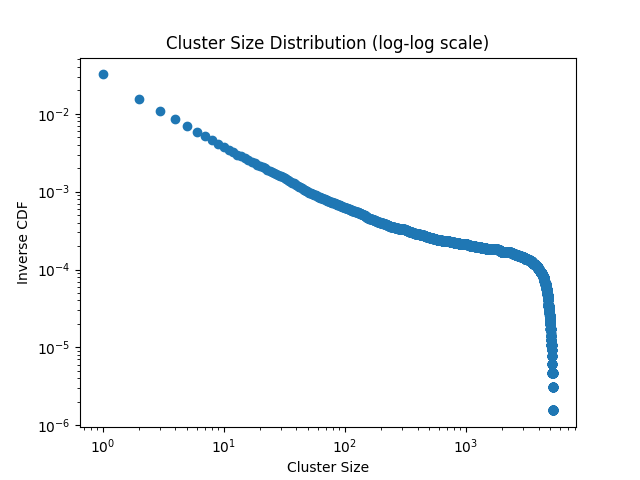 Cluster Size Distribution (log-log scale)
10⁻²
10⁻³
10⁻⁴
10⁻⁵
10⁻⁶
Inverse CDF
10⁰ 10¹ 10² 10³
Cluster Size